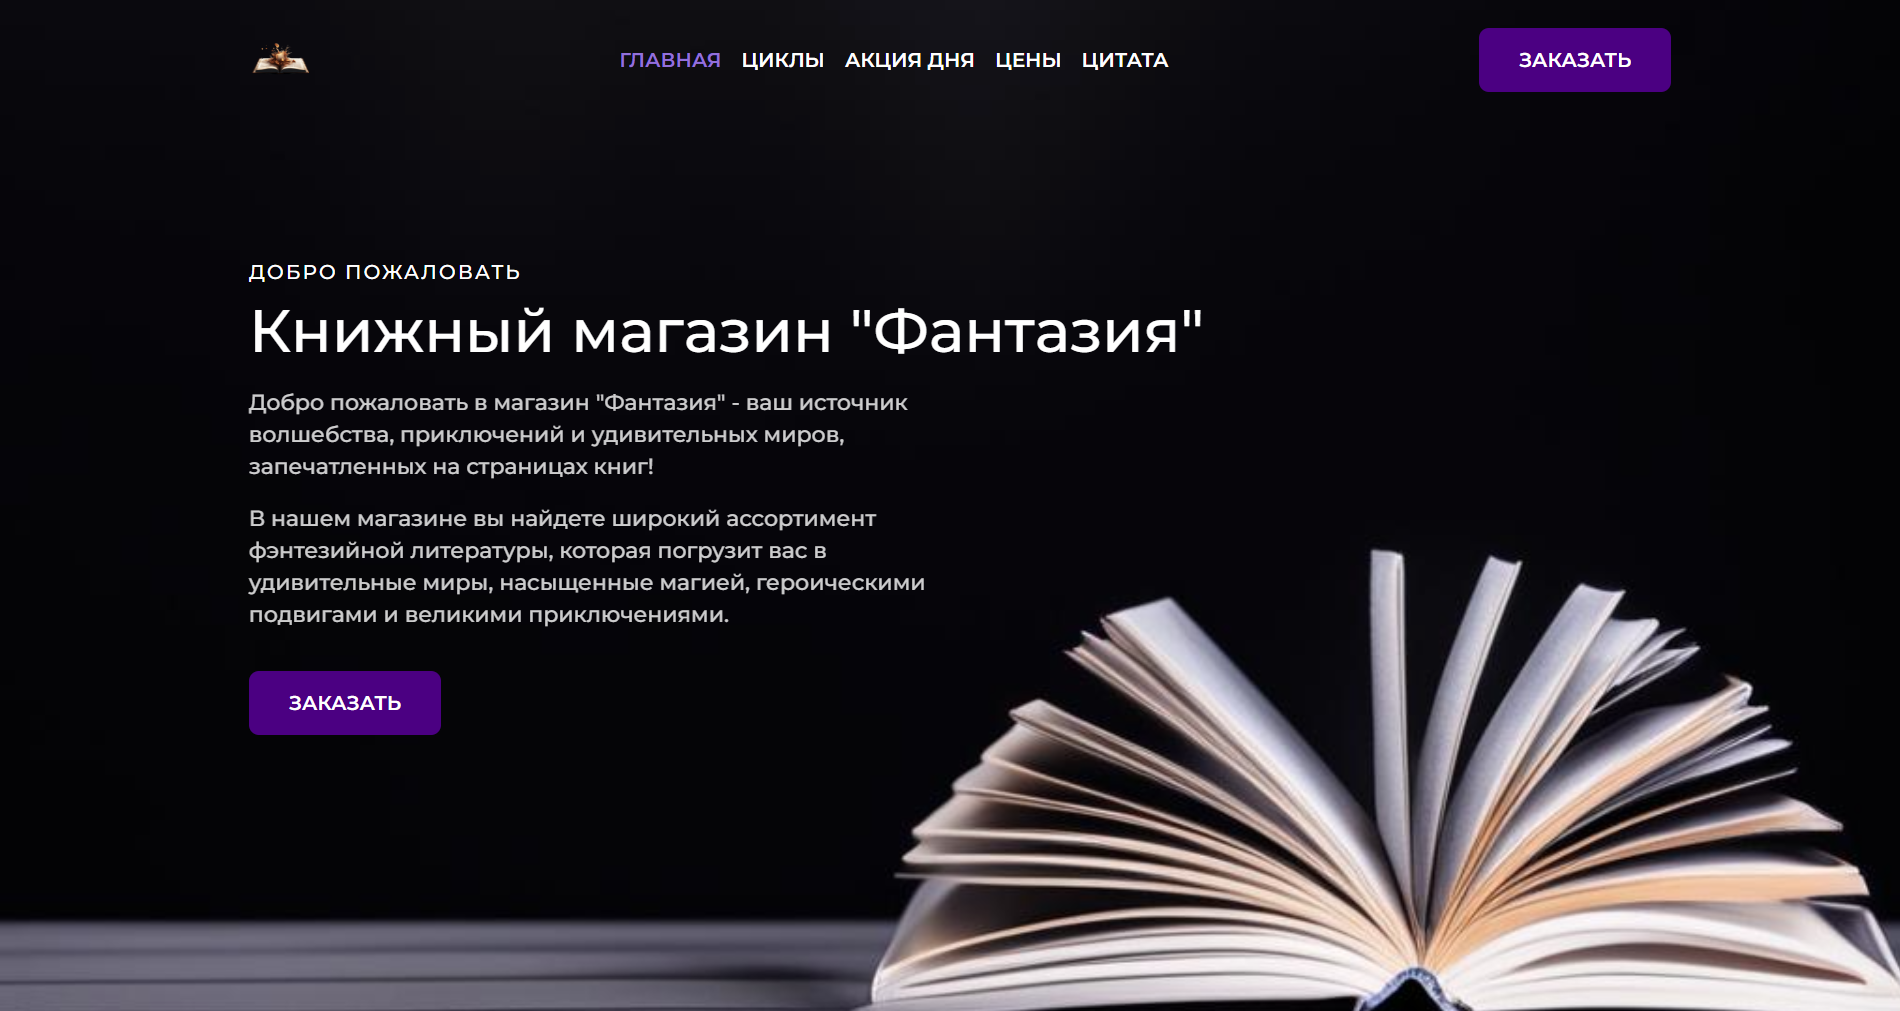 ГЛАВНАЯ ЦИКЛЫ АКЦИЯ ДНЯ ЦЕНЫ ЦИТАТА
ЗАКАЗАТЬ
ДОБРО ПОЖАЛОВАТЬ
Книжный магазин "Фантазия"
Добро пожаловать в магазин "Фантазия" - ваш источник
волшебства, приключений и удивительных миров,
запечатленных на страницах книг!
В нашем магазине вы найдете широкий ассортимент
фэнтезийной литературы, которая погрузит вас в
удивительные миры, насыщенные магией, героическими
подвигами и великими приключениями.
ЗАКАЗАТЬ